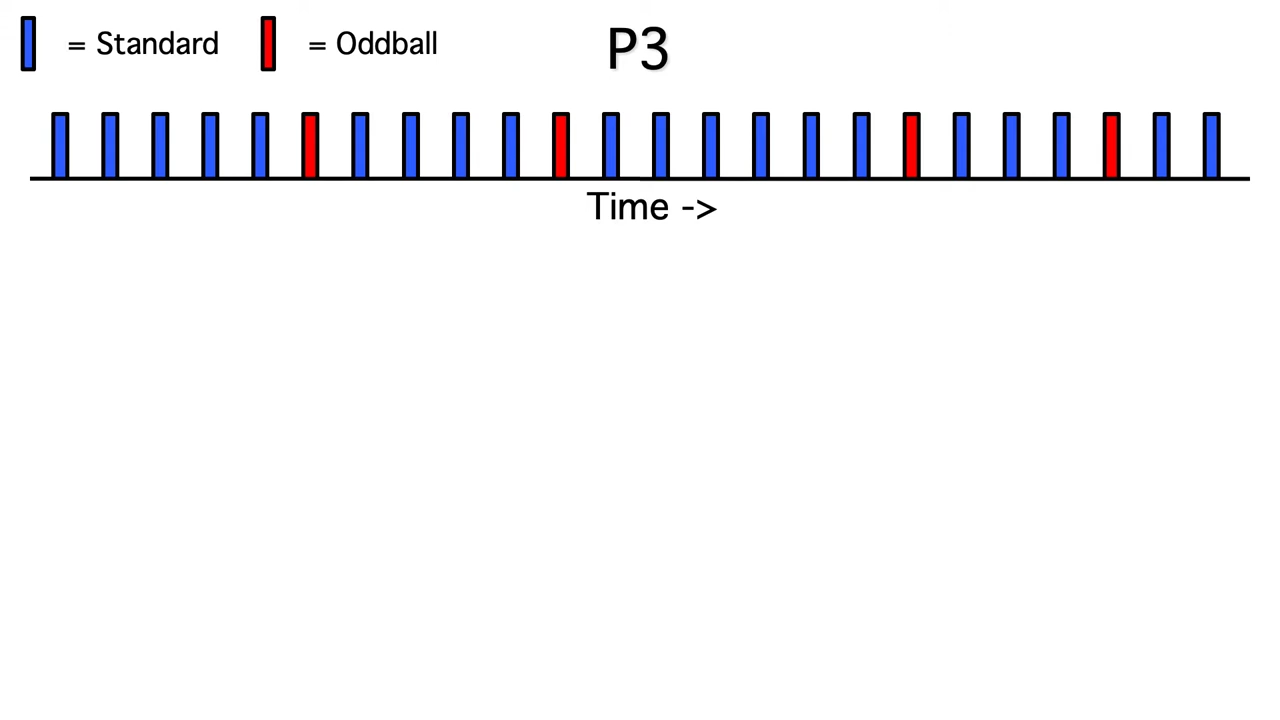 = Standard = Oddball
P3
Time ->